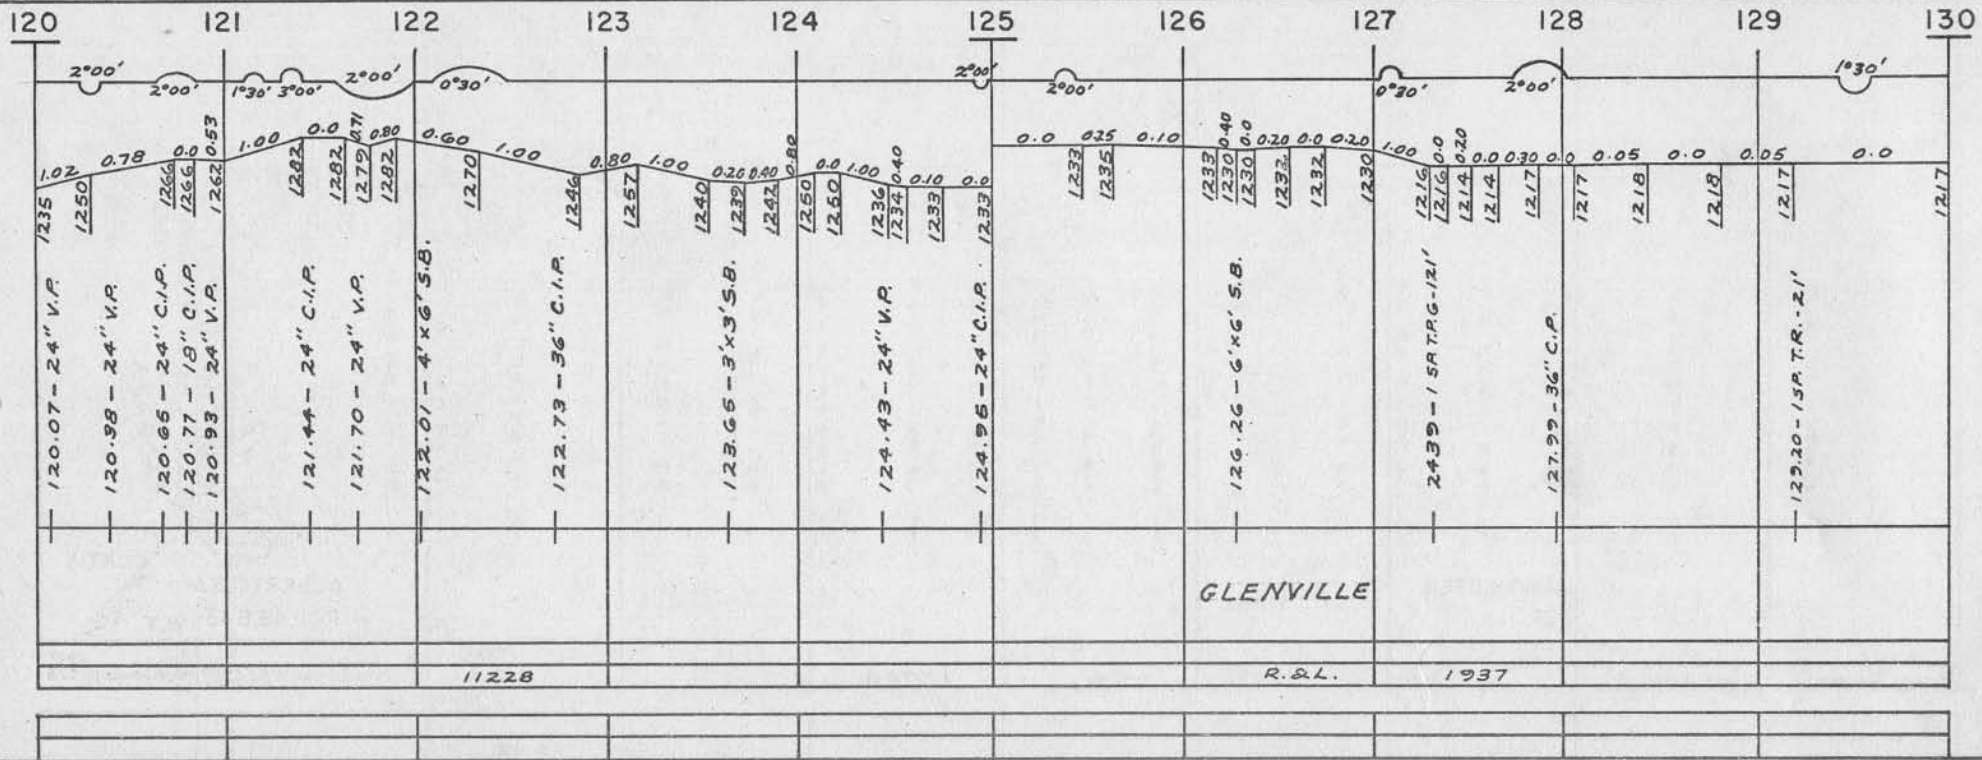 120 121 122 123 124 125 126 127 128 129 130
2°00' 2°00' 1°30' 3°00' 2°00' 0°30' 2°00' 2°00' 0°30' 2°00' 1°30'
1.02 0.78 0.0 0.53 1.00 0.0 0.71 0.80 0.60 1.00 0.80 1.00 0.20 0.40 0.80 0.0 1.00 0.40 0.10 0.0 0.0 0.25 0.10 0.40 0.0 0.20 0.0 0.20 1.00 0.0 0.20 0.0 0.30 0.0 0.05 0.0 0.05 0.0
1235 1250 1266 1266 1262 1282 1282 1279 1282 1270 1246 1257 1240 1239 1242 1250 1250 1236 1234 1233 1233 1233 1235 1233 1230 1230 1232 1232 1230 1216 1216 1214 1214 1217 1217 1218 1218 1217 1217
120.07-24" V.P.
120.38-24" V.P.
120.65-24" C.I.P.
120.77-18" C.I.P.
120.93-24" V.P.
121.44-24" C.I.P.
121.70-24" V.P.
122.01-4'x6' S.B.
122.73-36" C.I.P.
123.65-3'x3' S.B.
124.43-24" V.P.
124.95-24" C.I.P.
126.26-6'x6' S.B.
2439-1 SP. T.P.G.-121'
127.99-36" C.P.
129.20-1 SP. T.R.-21'
GLENVILLE
11228 R.&L. 1937